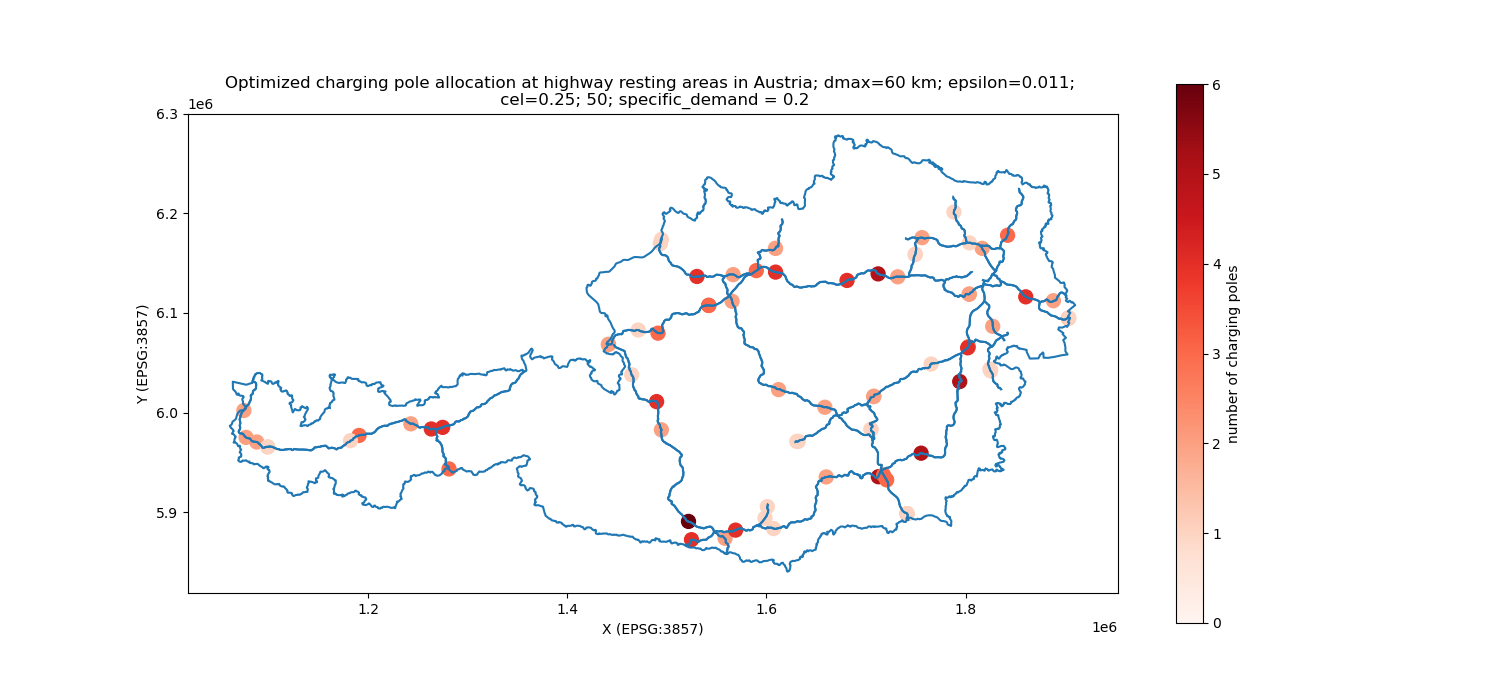 Optimized charging pole allocation at highway resting areas in Austria; dmax=60 km; epsilon=0.011;
cel=0.25; 50; specific_demand = 0.2
1e6
6.3
6.2
6.1
6.0
5.9
Y (EPSG:3857)
1.2
1.4
1.6
1.8
X (EPSG:3857)
1e6
6
5
4
3
2
1
0
number of charging poles